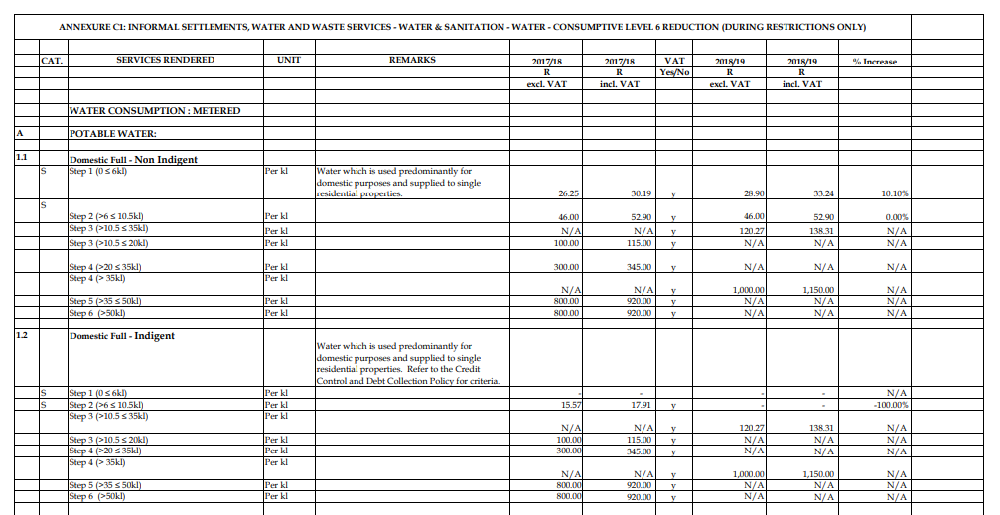 ANNEXURE C1: INFORMAL SETTLEMENTS, WATER AND WASTE SERVICES - WATER & SANITATION - WATER - CONSUMPTIVE LEVEL 6 REDUCTION (DURING RESTRICTIONS ONLY)
CAT. SERVICES RENDERED UNIT REMARKS 2017/18 2017/18 VAT 2018/19 2018/19 % Increase
R R Yes/No R R
excl. VAT incl. VAT excl. VAT incl. VAT
WATER CONSUMPTION : METERED
A POTABLE WATER:
1.1 Domestic Full - Non Indigent
S Step 1 (0 ≤ 6kl) Per kl Water which is used predominantly for
domestic purposes and supplied to single
residential properties. 26.25 30.19 y 28.90 33.24 10.10%
S
Step 2 (>6 ≤ 10.5kl) Per kl 46.00 52.90 y 46.00 52.90 0.00%
Step 3 (>10.5 ≤ 35kl) Per kl N/A N/A y 120.27 138.31 N/A
Step 3 (>10.5 ≤ 20kl) Per kl 100.00 115.00 y N/A N/A N/A
Step 4 (>20 ≤ 35kl) Per kl 300.00 345.00 y N/A N/A N/A
Step 4 (> 35kl) Per kl
N/A N/A y 1,000.00 1,150.00 N/A
Step 5 (>35 ≤ 50kl) Per kl 800.00 920.00 y N/A N/A N/A
Step 6 (>50kl) Per kl 800.00 920.00 y N/A N/A N/A
1.2 Domestic Full - Indigent
Water which is used predominantly for
domestic purposes and supplied to single
residential properties. Refer to the Credit
Control and Debt Collection Policy for criteria.
S Step 1 (0 ≤ 6kl) Per kl - - - - N/A
S Step 2 (>6 ≤ 10.5kl) Per kl 15.57 17.91 y - - -100.00%
Step 3 (>10.5 ≤ 35kl) Per kl
N/A N/A y 120.27 138.31 N/A
Step 3 (>10.5 ≤ 20kl) Per kl 100.00 115.00 y N/A N/A N/A
Step 4 (>20 ≤ 35kl) Per kl 300.00 345.00 y N/A N/A N/A
Step 4 (> 35kl) Per kl
N/A N/A y 1,000.00 1,150.00 N/A
Step 5 (>35 ≤ 50kl) Per kl 800.00 920.00 y N/A N/A N/A
Step 6 (>50kl) Per kl 800.00 920.00 y N/A N/A N/A